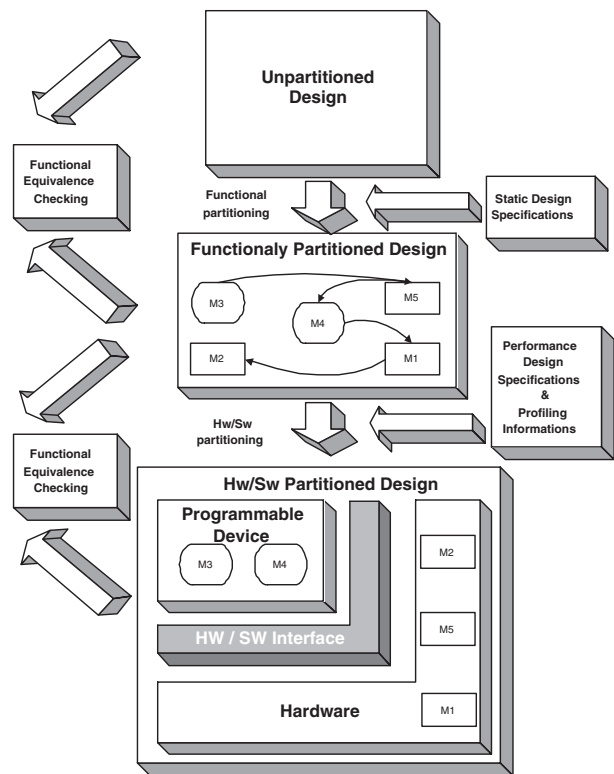 Unpartitioned
Design
Functional
Equivalence
Checking
Functional
partitioning
Static Design
Specifications
Functionaly Partitioned Design
M3
M5
M4
M2
M1
Performance
Design
Specifications
&
Profiling
Informations
Hw/Sw
partitioning
Functional
Equivalence
Checking
Hw/Sw Partitioned Design
Programmable
Device
M3
M4
M2
HW / SW Interface
M5
Hardware
M1